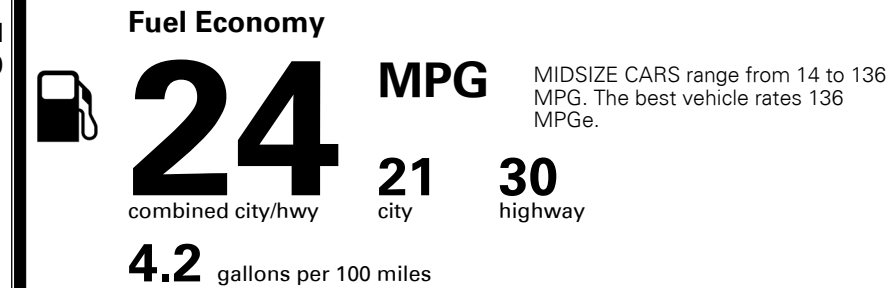 Fuel Economy
24 MPG
MIDSIZE CARS range from 14 to 136
MPG. The best vehicle rates 136
MPGe.
21 30
combined city/hwy city highway
4.2 gallons per 100 miles